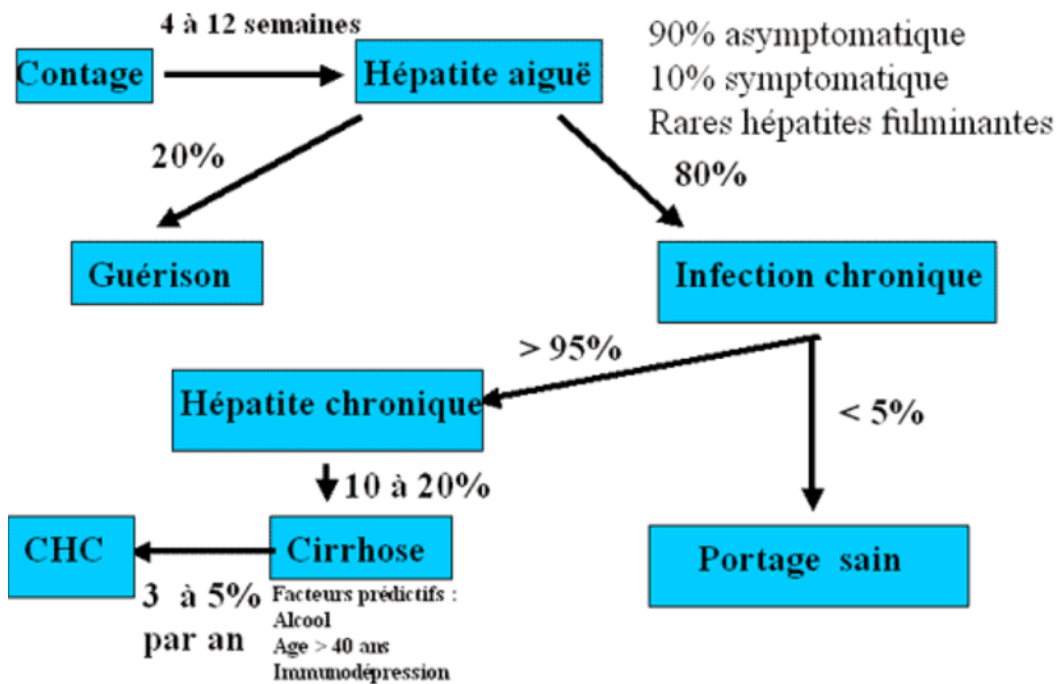 4 à 12 semaines
Contage
Hépatite aiguë
90% asymptomatique
10% symptomatique
Rares hépatites fulminantes
20%
80%
Guérison
Infection chronique
> 95%
< 5%
Hépatite chronique
10 à 20%
CHC
Cirrhose
Portage sain
3 à 5%
par an
Facteurs prédictifs :
Alcool
Age > 40 ans
Immunodépression